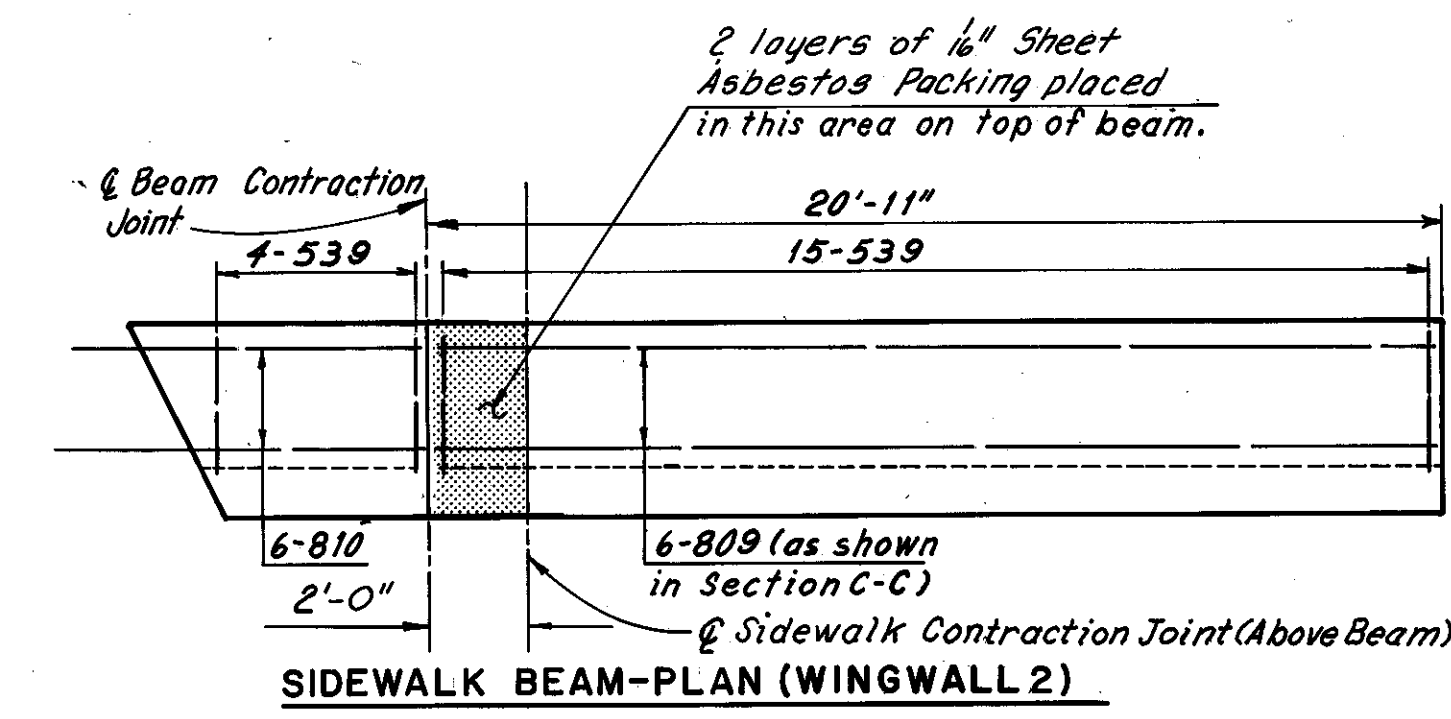 2 layers of 1/16" Sheet
Asbestos Packing placed
in this area on top of beam.
℄ Beam Contraction
Joint
20'-11"
4-539
15-539
6-810
6-809 (as shown
in Section C-C)
2'-0"
℄ Sidewalk Contraction Joint (Above Beam)
SIDEWALK BEAM-PLAN (WINGWALL 2)